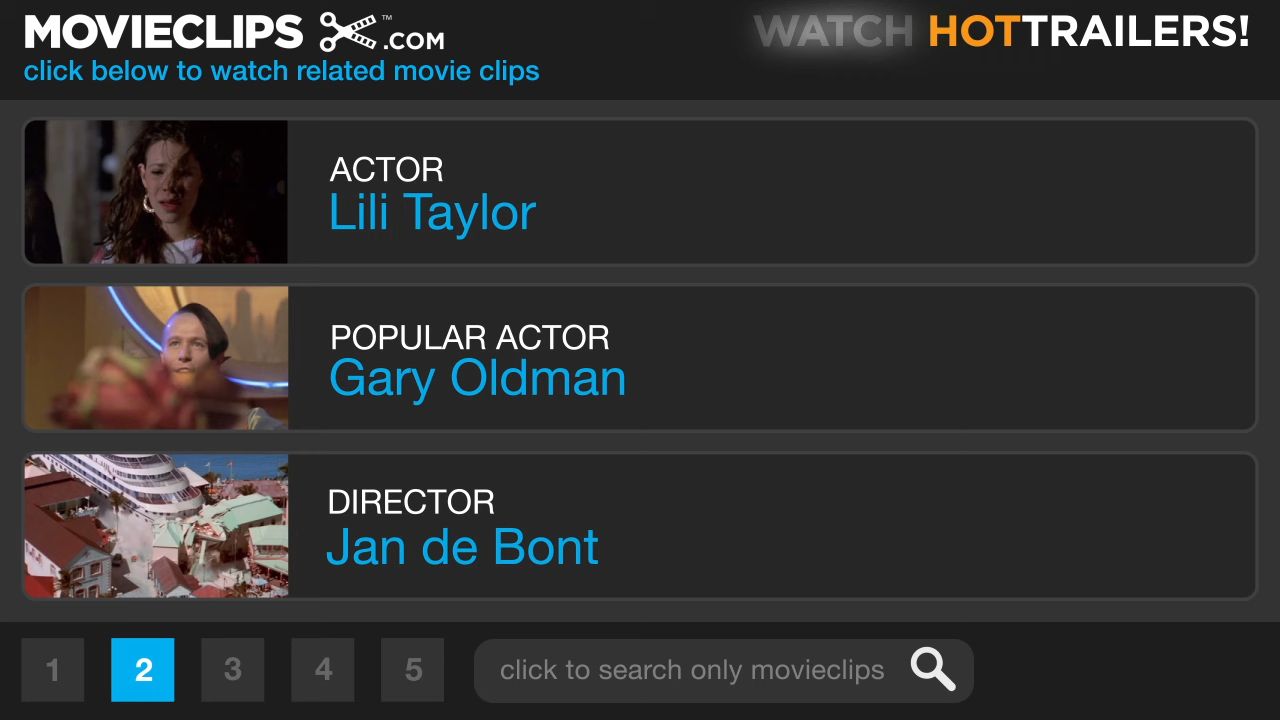 MOVIECLIPS ™ .COM
WATCH HOTTRAILERS!
click below to watch related movie clips
ACTOR
Lili Taylor
POPULAR ACTOR
Gary Oldman
DIRECTOR
Jan de Bont
1 2 3 4 5 click to search only movieclips